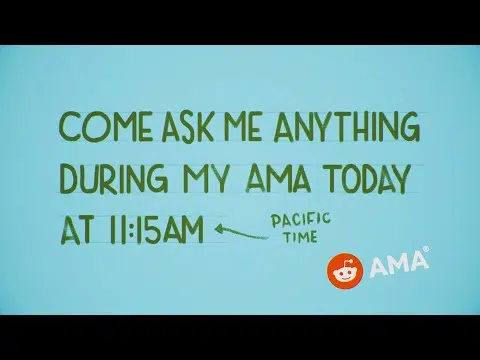 COME ASK ME ANYTHING
DURING MY AMA TODAY
AT 11:15AM
PACIFIC
TIME
AMA®